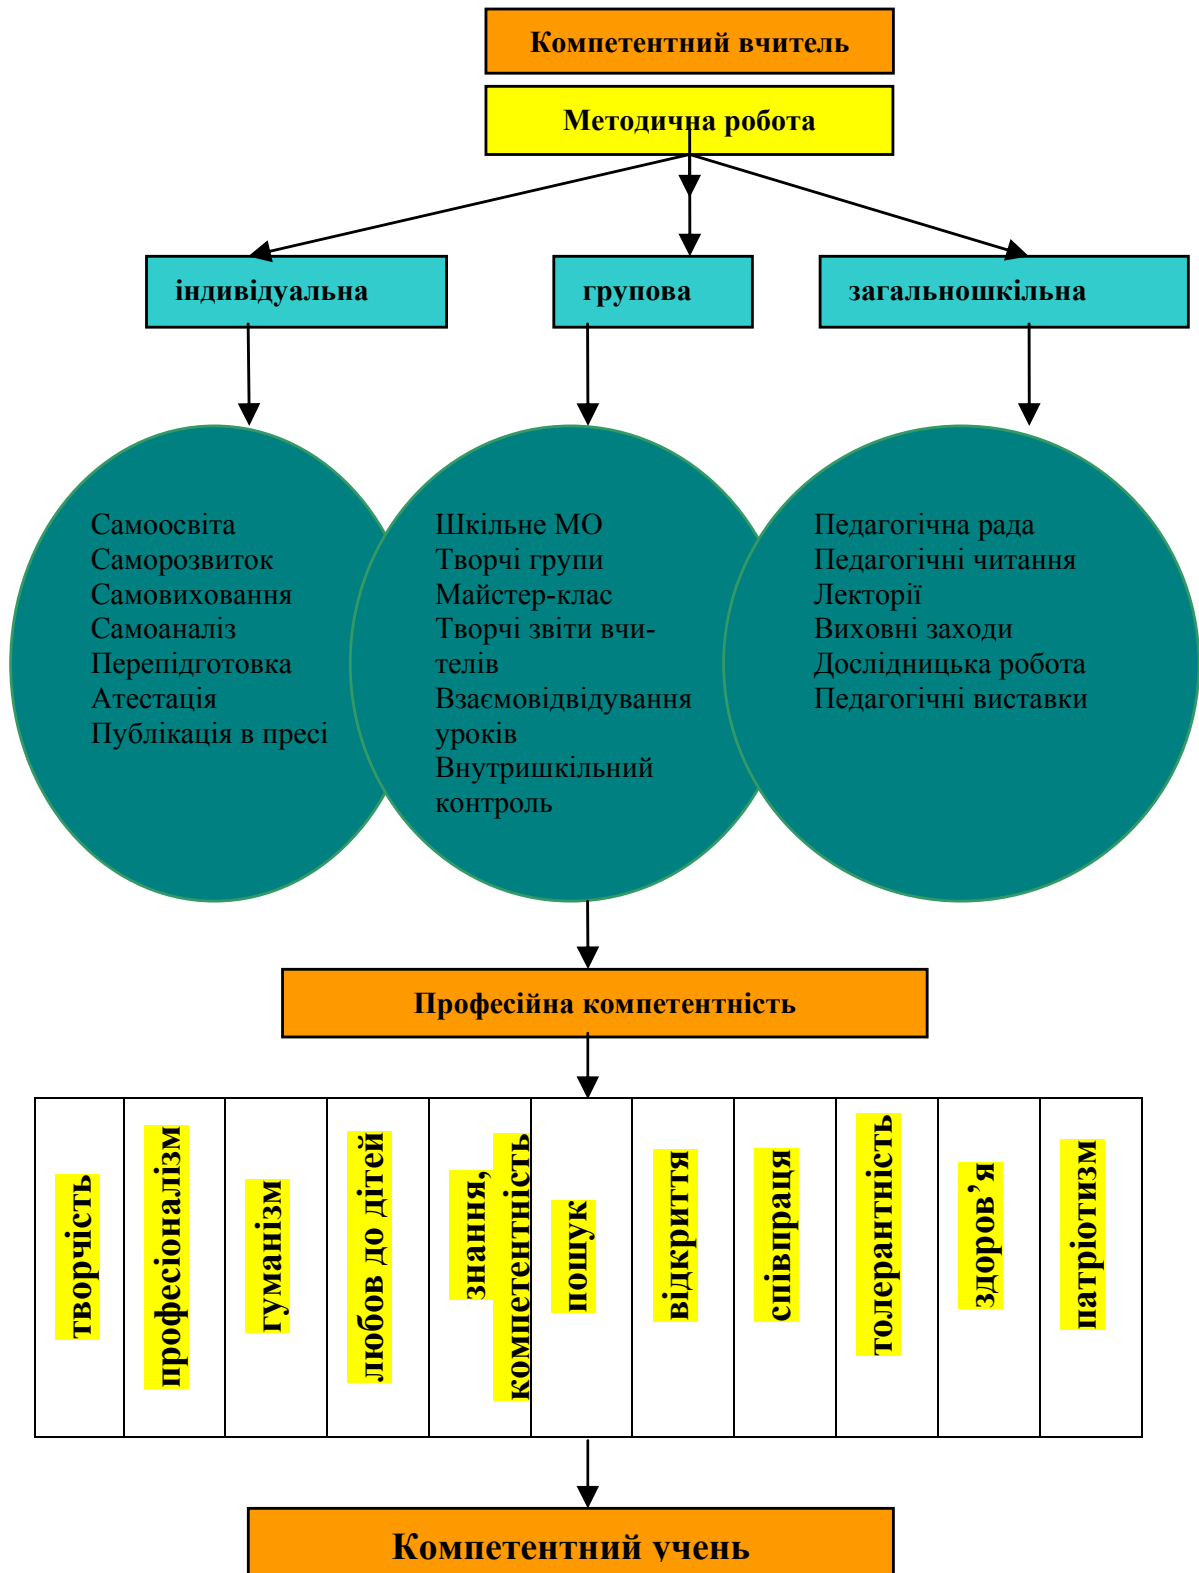 Компетентний вчитель
Методична робота
індивідуальна
групова
загальношкільна
Самоосвіта
Саморозвиток
Самовиховання
Самоаналіз
Перепідготовка
Атестація
Публікація в пресі
Шкільне МО
Творчі групи
Майстер-клас
Творчі звіти вчи-
телів
Взаємовідвідування
уроків
Внутришкільний
контроль
Педагогічна рада
Педагогічні читання
Лекторії
Виховні заходи
Дослідницька робота
Педагогічні виставки
Професійна компетентність
творчість
професіоналізм
гуманізм
любов до дітей
знання,
компетентність
пошук
відкриття
співпраця
толерантність
здоров’я
патріотизм
Компетентний учень